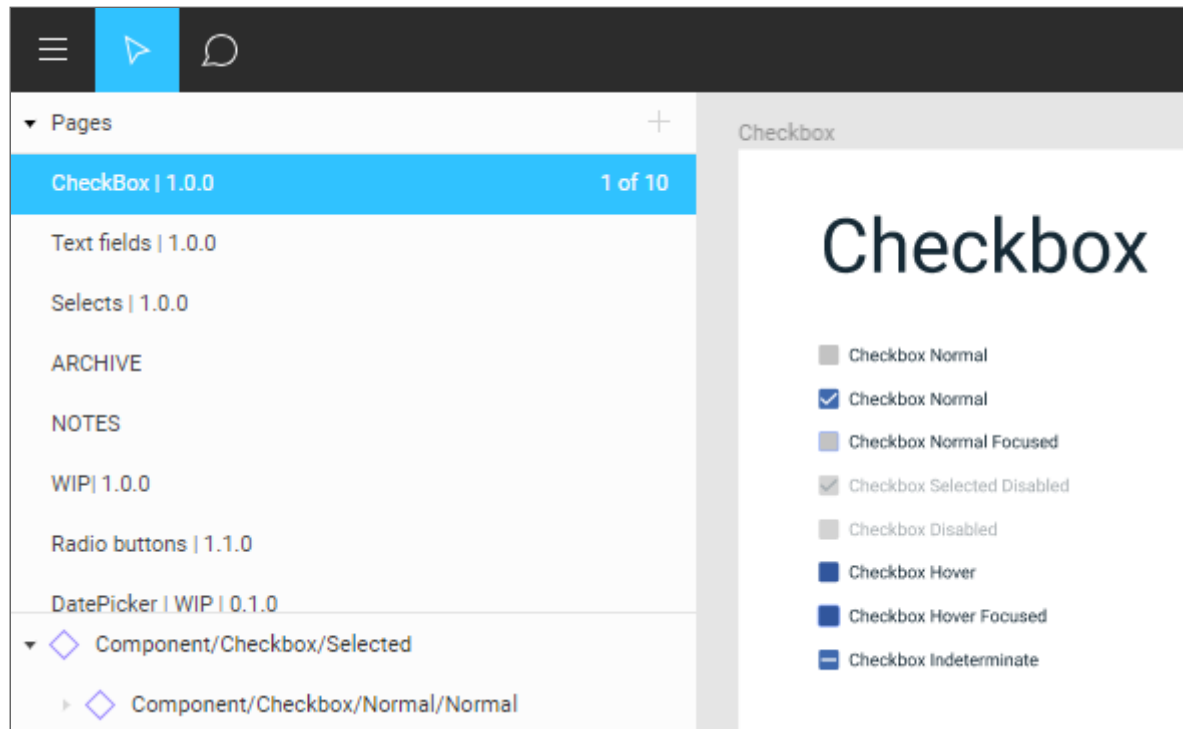 Pages
CheckBox | 1.0.0 1 of 10
Text fields | 1.0.0
Selects | 1.0.0
ARCHIVE
NOTES
WIP| 1.0.0
Radio buttons | 1.1.0
DatePicker | WIP | 0.1.0
Component/Checkbox/Selected
Component/Checkbox/Normal/Normal
Checkbox
Checkbox
Checkbox Normal
Checkbox Normal
Checkbox Normal Focused
Checkbox Selected Disabled
Checkbox Disabled
Checkbox Hover
Checkbox Hover Focused
Checkbox Indeterminate